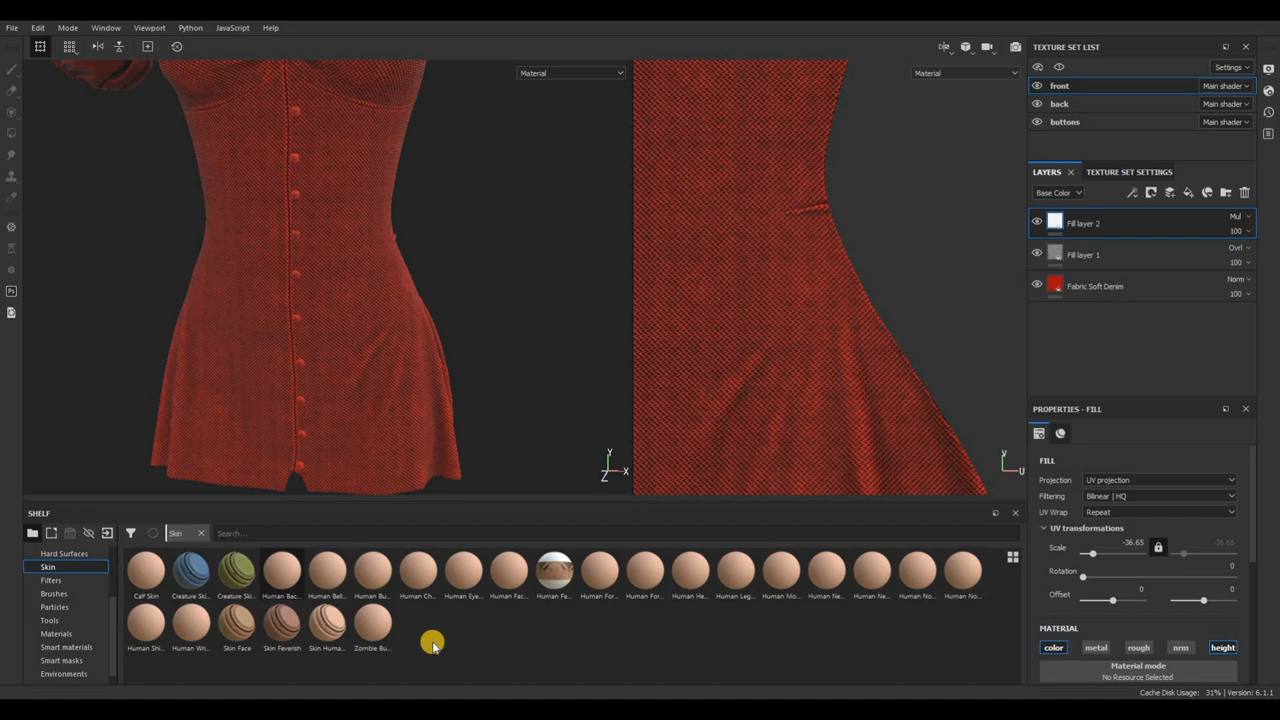 File Edit Mode Window Viewport Python JavaScript Help
Material
Material
TEXTURE SET LIST
Settings
front Main shader
back Main shader
buttons Main shader
LAYERS TEXTURE SET SETTINGS
Base Color
Fill layer 2 Mul 100
Fill layer 1 Ovrl 100
Fabric Soft Denim Norm 100
Y
X
Z
V
U
PROPERTIES - FILL
FILL
Projection UV projection
Filtering Bilinear | HQ
UV Wrap Repeat
UV transformations
Scale -36.65 -36.65
Rotation 0
Offset 0 0
MATERIAL
color metal rough nrm height
Material mode
No Resource Selected
SHELF
Skin Search...
Hard Surfaces
Skin
Filters
Brushes
Particles
Tools
Materials
Smart materials
Smart masks
Environments
Calf Skin Creature Ski... Creature Ski... Human Bac... Human Bell... Human Bu... Human Ch... Human Eye... Human Fac... Human Fe... Human For... Human For... Human He... Human Leg... Human Mo... Human Ne... Human Ne... Human No... Human No...
Human Shi... Human Wri... Skin Face Skin Feverish Skin Huma... Zombie Bu...
Cache Disk Usage: 31% | Version: 6.1.1